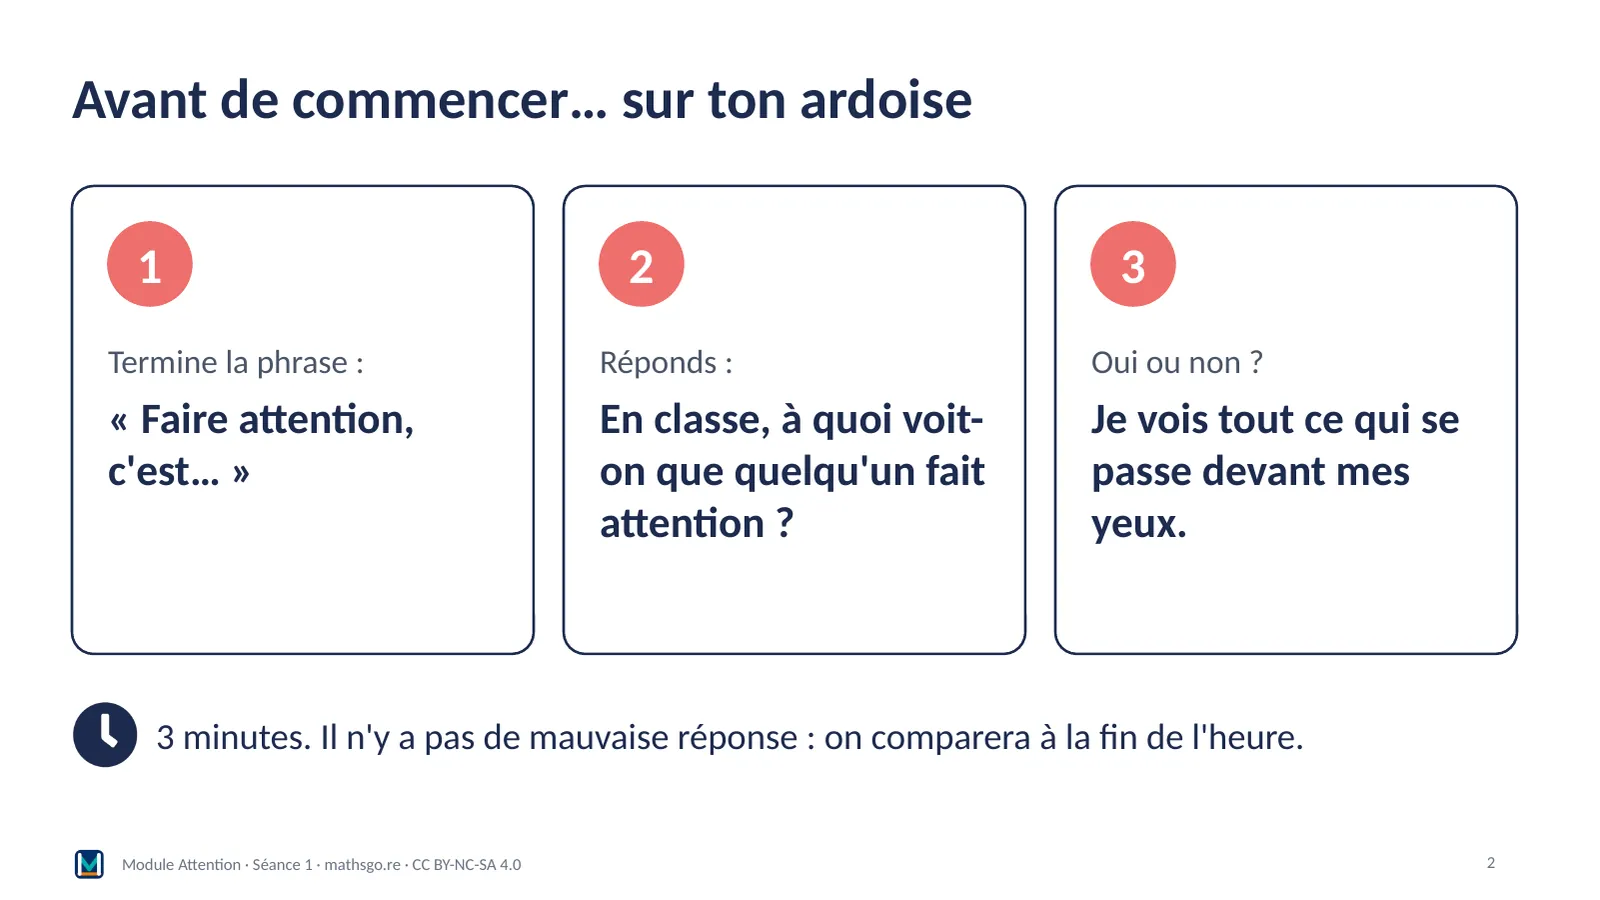 Avant de commencer… sur ton ardoise
1
Termine la phrase :
« Faire attention,
c'est… »
2
Réponds :
En classe, à quoi voit-
on que quelqu'un fait
attention ?
3
Oui ou non ?
Je vois tout ce qui se
passe devant mes
yeux.
3 minutes. Il n'y a pas de mauvaise réponse : on comparera à la fin de l'heure.
Module Attention · Séance 1 · mathsgo.re · CC BY-NC-SA 4.0
2